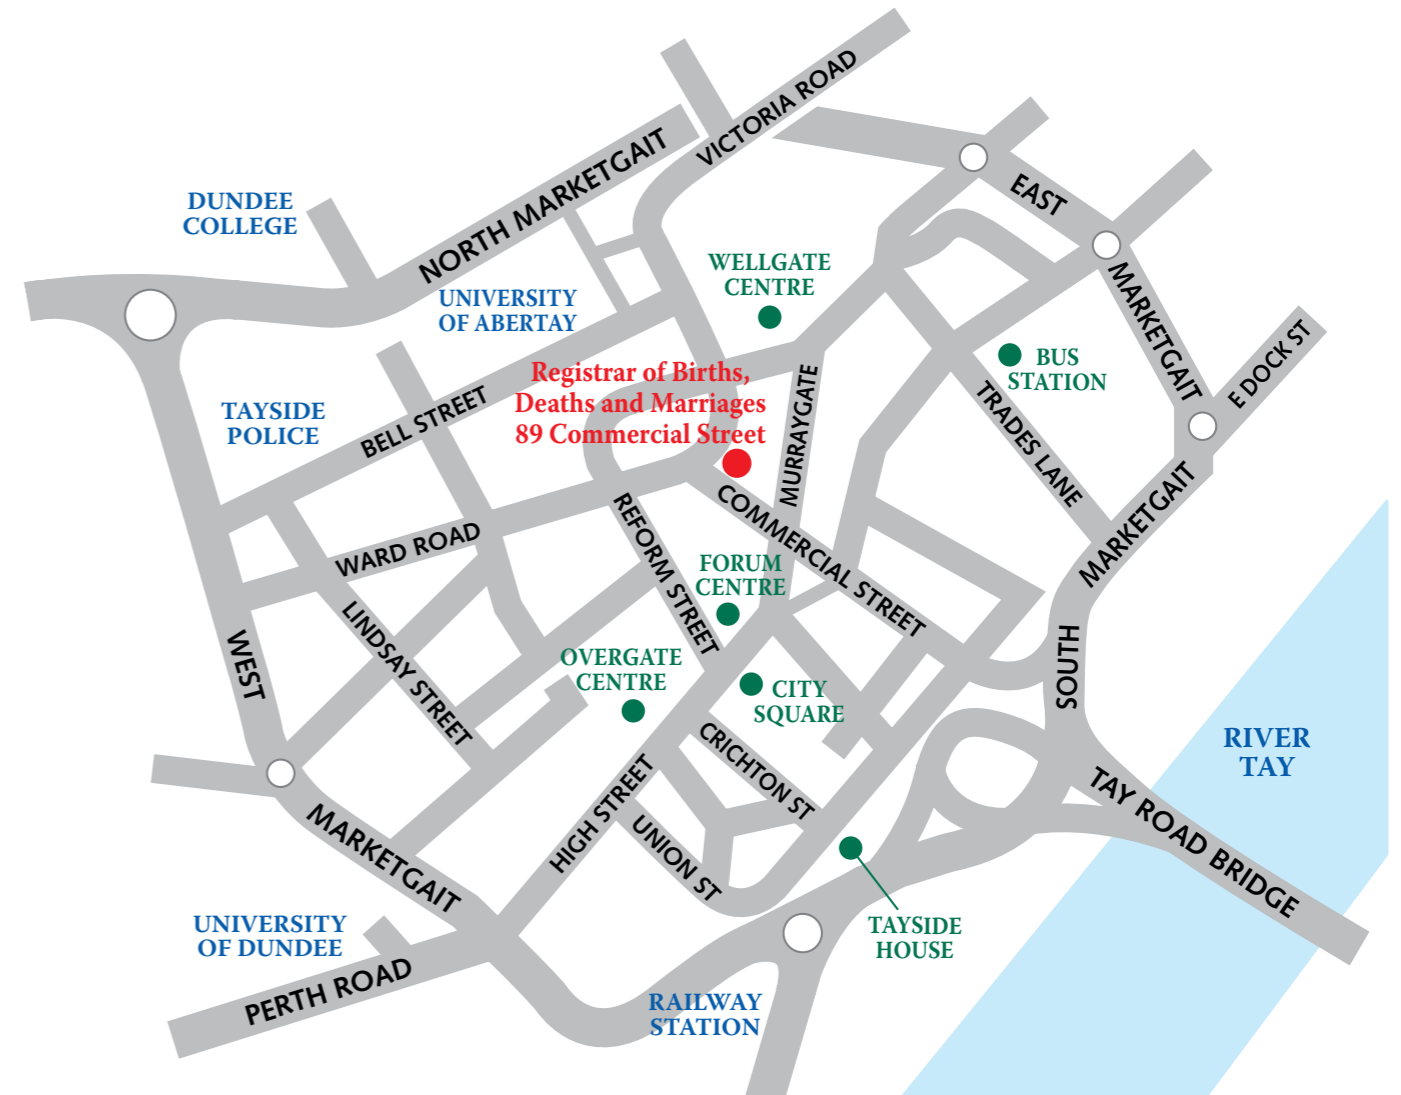 VICTORIA ROAD
NORTH MARKETGAIT
EAST
DUNDEE
COLLEGE
WELLGATE
CENTRE
UNIVERSITY
OF ABERTAY
MARKETGAIT
E DOCK ST
BUS
STATION
Registrar of Births,
Deaths and Marriages
89 Commercial Street
TAYSIDE
POLICE
BELL STREET
MURRAYGATE
TRADES LANE
COMMERCIAL STREET
MARKETGAIT
WARD ROAD
REFORM STREET
FORUM
CENTRE
LINDSAY STREET
WEST
SOUTH
OVERGATE
CENTRE
CITY
SQUARE
CRICHTON ST
RIVER
TAY
HIGH STREET
UNION ST
TAY ROAD BRIDGE
MARKETGAIT
UNIVERSITY
OF DUNDEE
TAYSIDE
HOUSE
PERTH ROAD
RAILWAY
STATION